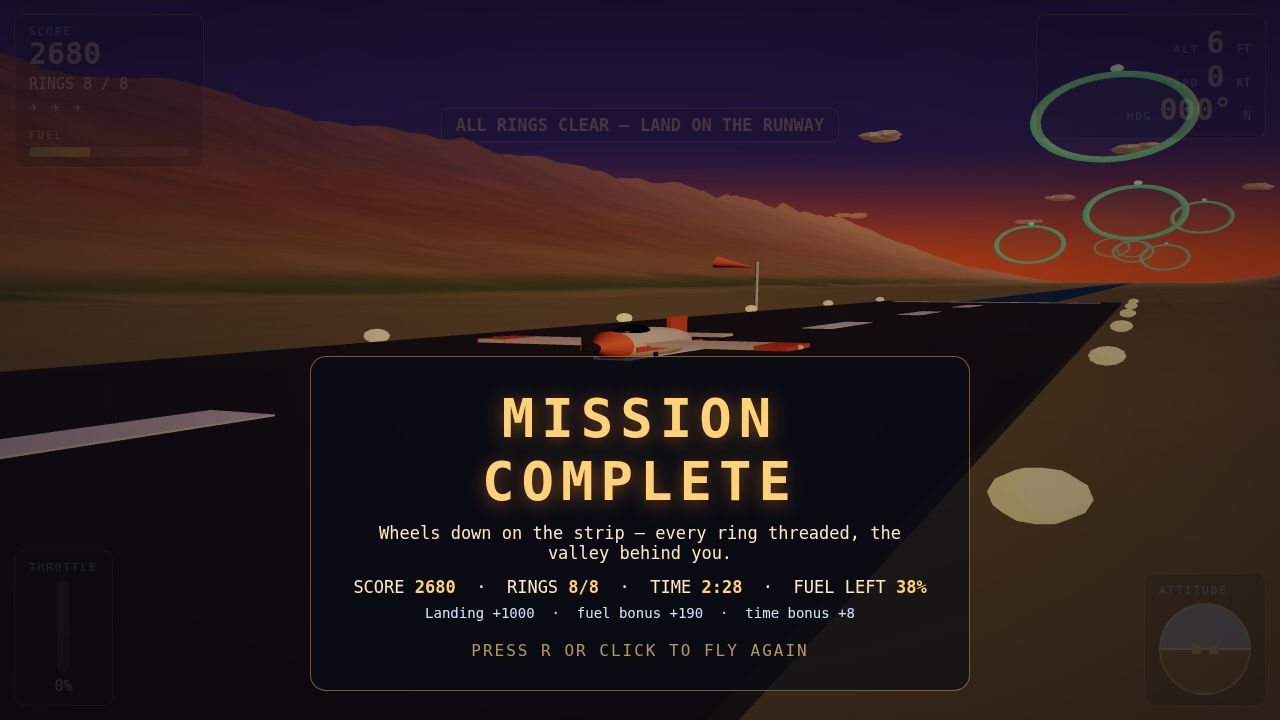 SCORE
2680
RINGS 8 / 8
FUEL
ALT 6 FT
SPD 0 KT
HDG 000° N
ALL RINGS CLEAR — LAND ON THE RUNWAY
MISSION
COMPLETE
Wheels down on the strip — every ring threaded, the
valley behind you.
SCORE 2680 · RINGS 8/8 · TIME 2:28 · FUEL LEFT 38%
Landing +1000 · fuel bonus +190 · time bonus +8
PRESS R OR CLICK TO FLY AGAIN
THROTTLE
0%
ATTITUDE